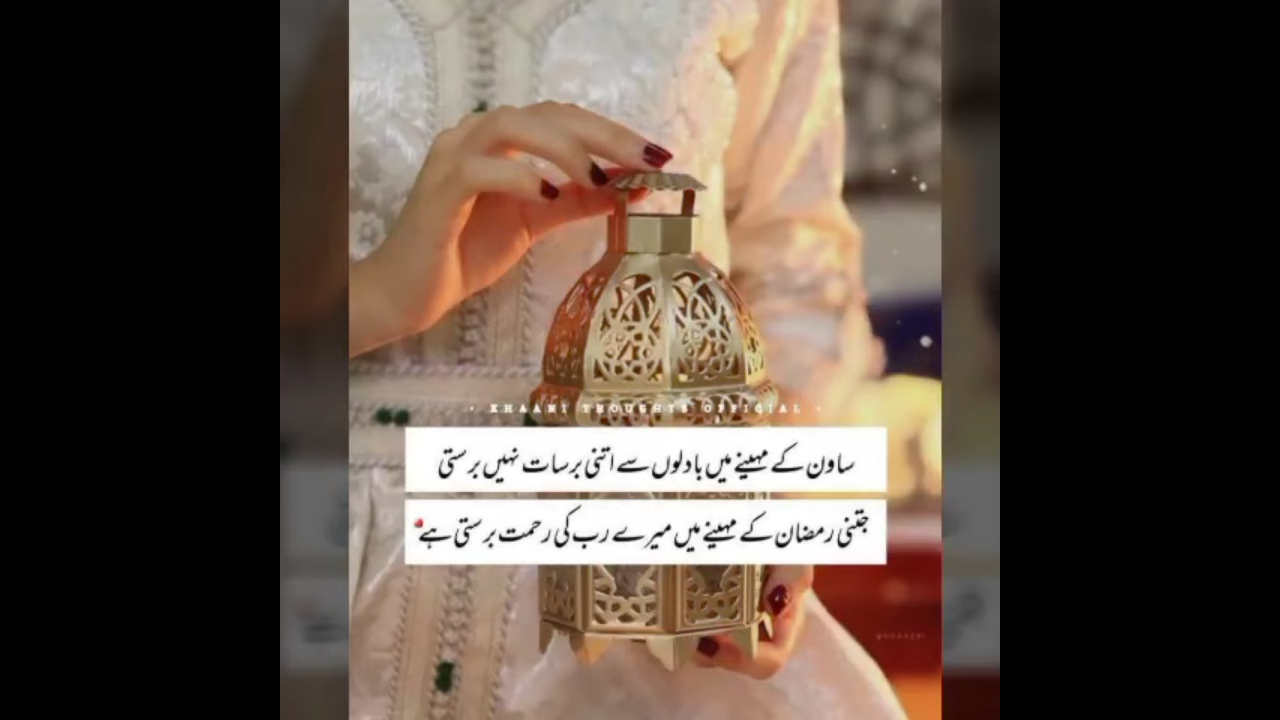 · KHAANI THOUGHTS OFFICIAL ·
ساون کے مہینے میں بادلوں سے اتنی برسات نہیں برستی
جتنی رمضان کے مہینے میں میرے رب کی رحمت برستی ہے